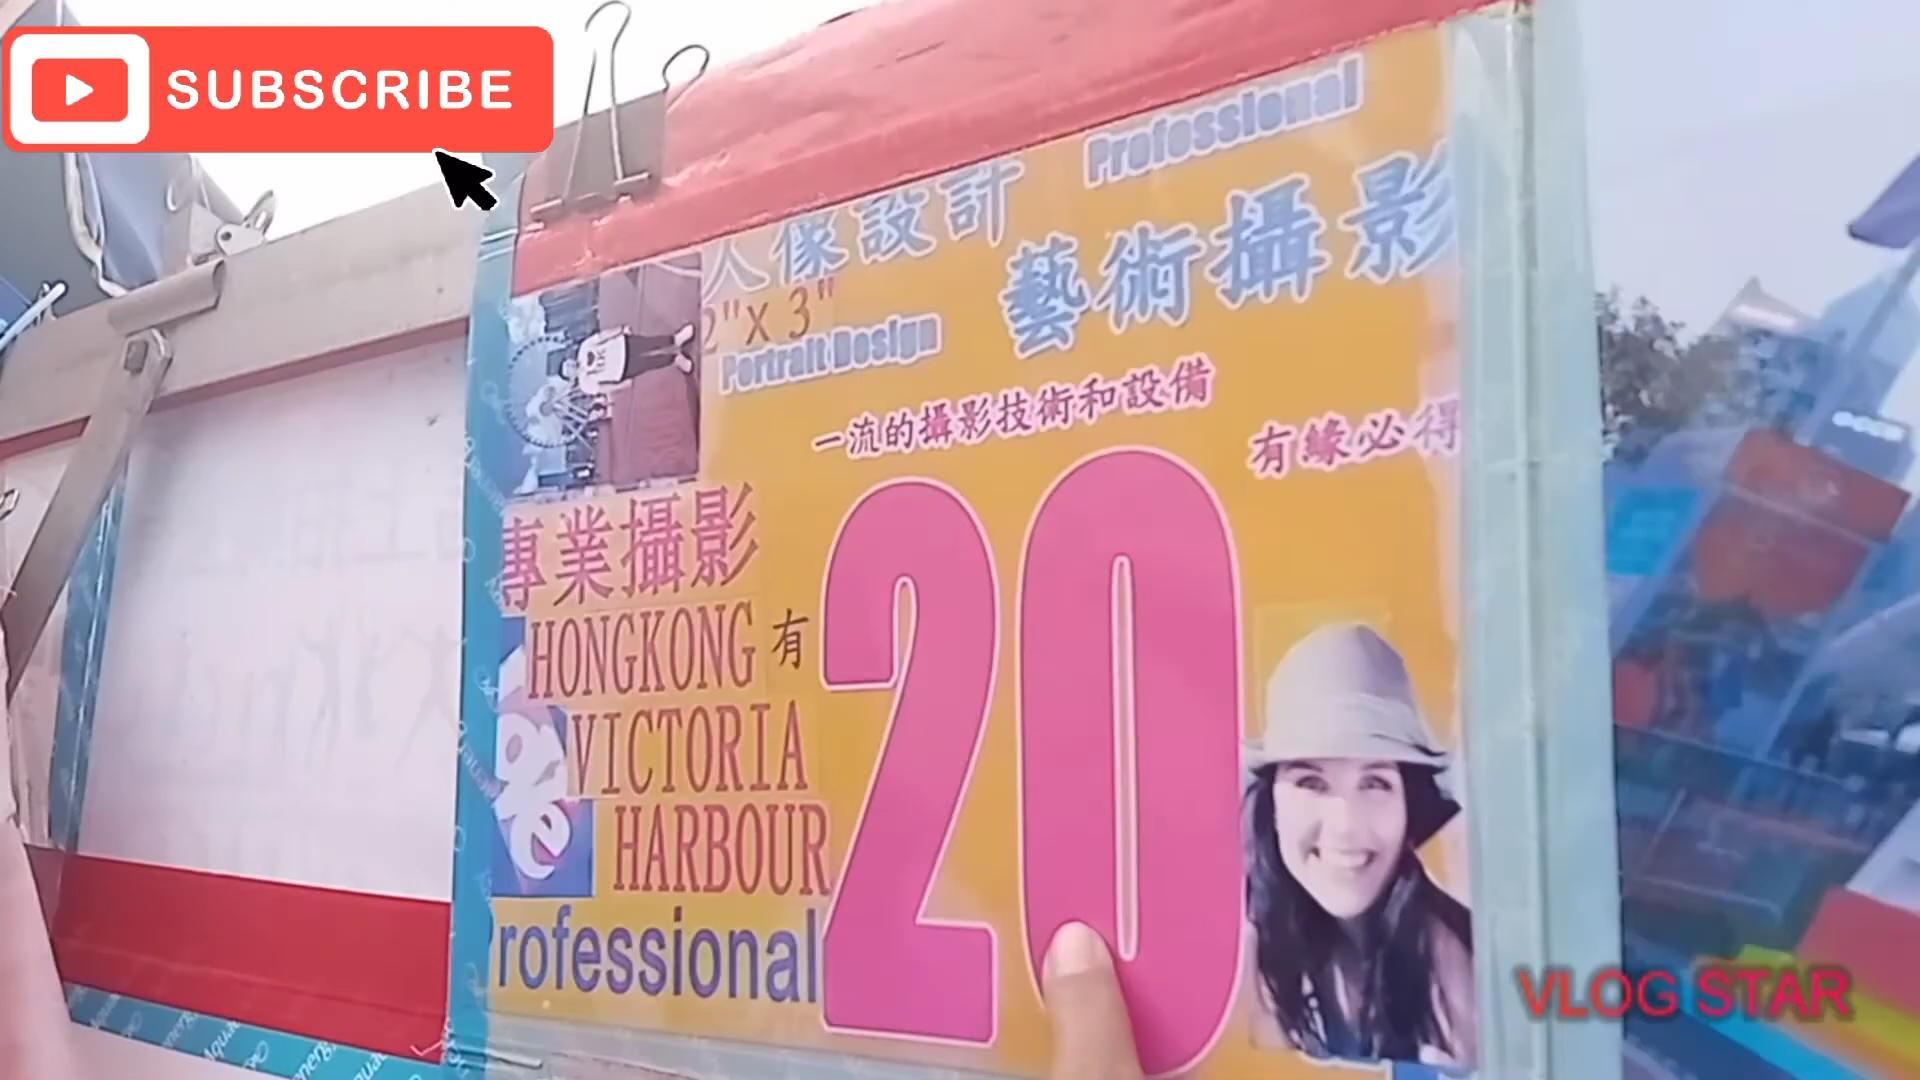 SUBSCRIBE
Professional
人像設計
藝術攝影
2"X 3"
Portrait Design
一流的攝影技術和設備
有緣必得
專業攝影
HONGKONG
有
20
VICTORIA
HARBOUR
rofessional
VLOG STAR